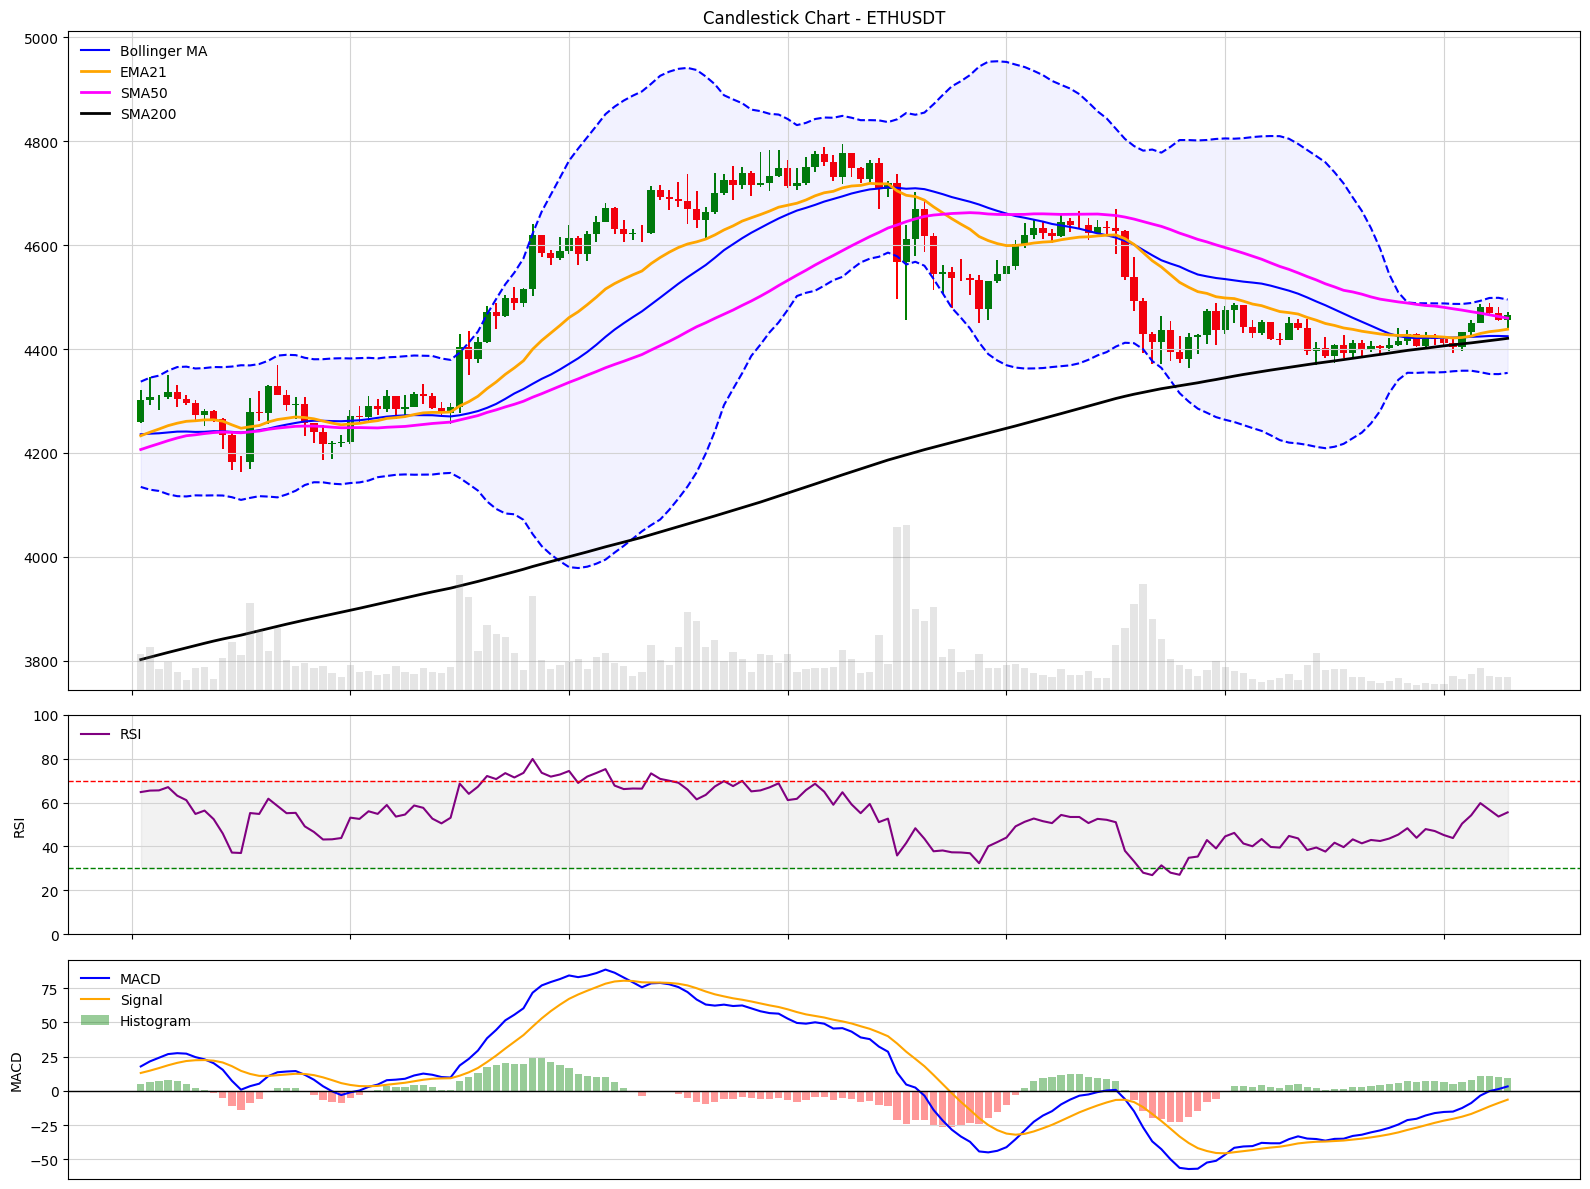 Candlestick Chart - ETHUSDT
Bollinger MA
EMA21
SMA50
SMA200
5000
4800
4600
4400
4200
4000
3800
RSI
RSI
100
80
60
40
20
0
MACD
Signal
Histogram
MACD
75
50
25
0
−25
−50